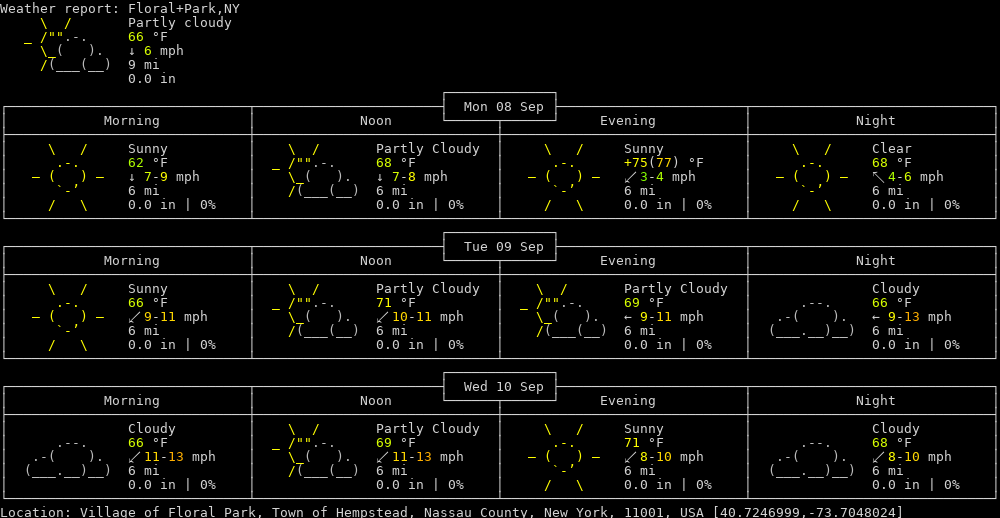 Weather report: Floral+Park,NY
Partly cloudy
66 °F
↓ 6 mph
9 mi
0.0 in
Mon 08 Sep
Morning Noon Evening Night
Sunny Partly Cloudy Sunny Clear
62 °F 68 °F +75(77) °F 68 °F
↓ 7-9 mph ↓ 7-8 mph ↙ 3-4 mph ↖ 4-6 mph
6 mi 6 mi 6 mi 6 mi
0.0 in | 0% 0.0 in | 0% 0.0 in | 0% 0.0 in | 0%
Tue 09 Sep
Morning Noon Evening Night
Sunny Partly Cloudy Partly Cloudy Cloudy
66 °F 71 °F 69 °F 66 °F
↙ 9-11 mph ↙ 10-11 mph ← 9-11 mph ← 9-13 mph
6 mi 6 mi 6 mi 6 mi
0.0 in | 0% 0.0 in | 0% 0.0 in | 0% 0.0 in | 0%
Wed 10 Sep
Morning Noon Evening Night
Cloudy Partly Cloudy Sunny Cloudy
66 °F 69 °F 71 °F 68 °F
↙ 11-13 mph ↙ 11-13 mph ↙ 8-10 mph ↙ 8-10 mph
6 mi 6 mi 6 mi 6 mi
0.0 in | 0% 0.0 in | 0% 0.0 in | 0% 0.0 in | 0%
Location: Village of Floral Park, Town of Hempstead, Nassau County, New York, 11001, USA [40.7246999,-73.7048024]